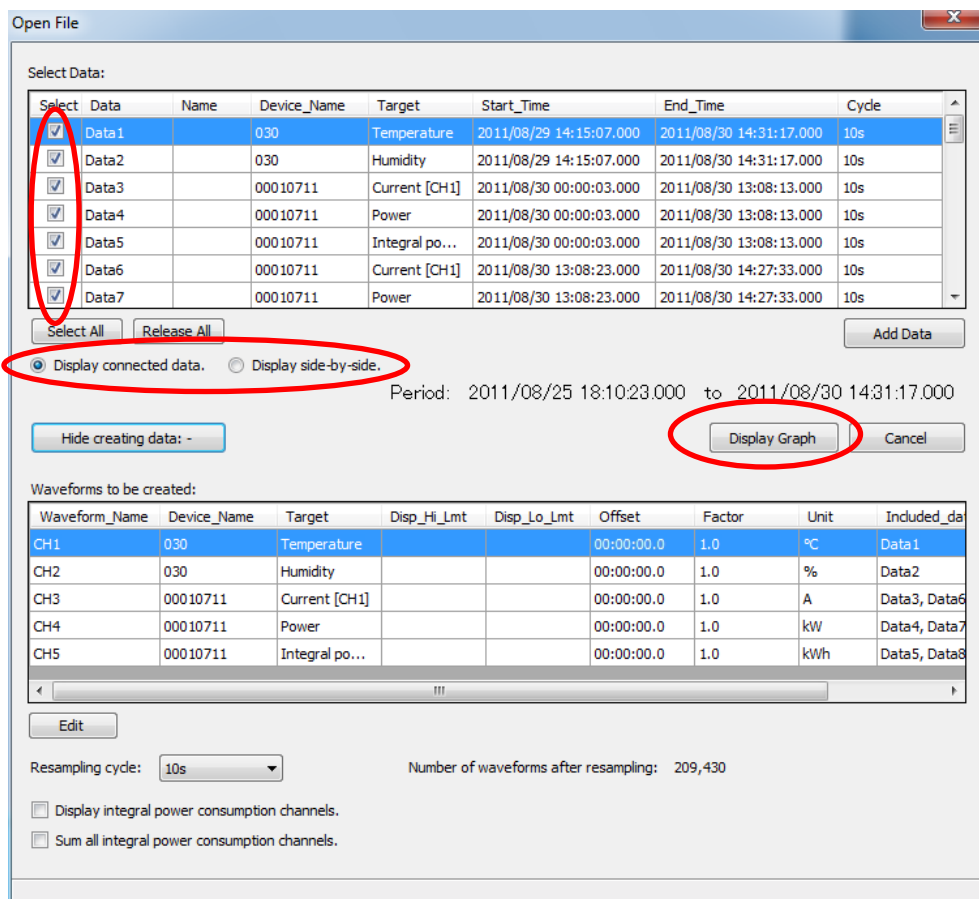 Open File
Select Data:
Select Data Name Device_Name Target Start_Time End_Time Cycle
Data1 030 Temperature 2011/08/29 14:15:07.000 2011/08/30 14:31:17.000 10s
Data2 030 Humidity 2011/08/29 14:15:07.000 2011/08/30 14:31:17.000 10s
Data3 00010711 Current [CH1] 2011/08/30 00:00:03.000 2011/08/30 13:08:13.000 10s
Data4 00010711 Power 2011/08/30 00:00:03.000 2011/08/30 13:08:13.000 10s
Data5 00010711 Integral po... 2011/08/30 00:00:03.000 2011/08/30 13:08:13.000 10s
Data6 00010711 Current [CH1] 2011/08/30 13:08:23.000 2011/08/30 14:27:33.000 10s
Data7 00010711 Power 2011/08/30 13:08:23.000 2011/08/30 14:27:33.000 10s
Select All Release All Add Data
Display connected data. Display side-by-side.
Period: 2011/08/25 18:10:23.000 to 2011/08/30 14:31:17.000
Hide creating data: - Display Graph Cancel
Waveforms to be created:
Waveform_Name Device_Name Target Disp_Hi_Lmt Disp_Lo_Lmt Offset Factor Unit Included_dat
CH1 030 Temperature 00:00:00.0 1.0 ºC Data1
CH2 030 Humidity 00:00:00.0 1.0 % Data2
CH3 00010711 Current [CH1] 00:00:00.0 1.0 A Data3, Data6
CH4 00010711 Power 00:00:00.0 1.0 kW Data4, Data7
CH5 00010711 Integral po... 00:00:00.0 1.0 kWh Data5, Data8
Edit
Resampling cycle: 10s Number of waveforms after resampling: 209,430
Display integral power consumption channels.
Sum all integral power consumption channels.